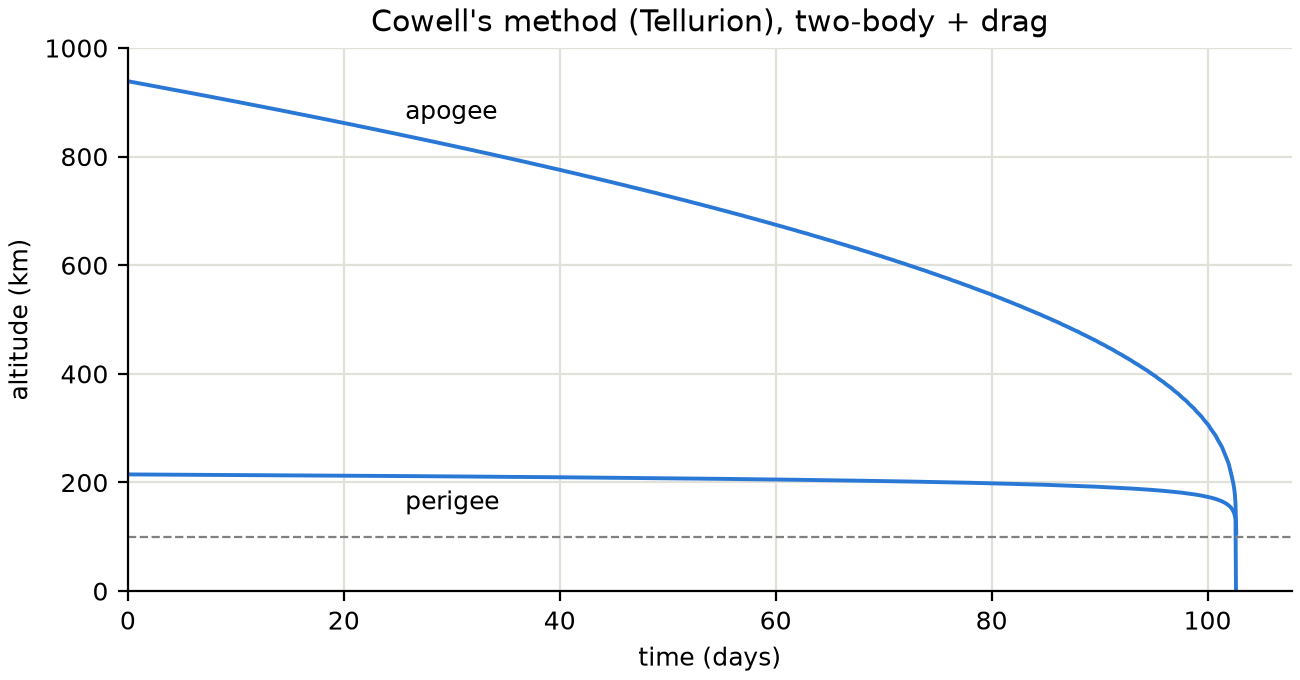 Cowell's method (Tellurion), two-body + drag
altitude (km)
1000
800
600
400
200
0
apogee
perigee
0 20 40 60 80 100
time (days)